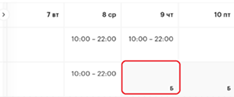 > 7 вт 8 ср 9 чт 10 пт
10:00 - 22:00 10:00 - 22:00
10:00 - 22:00
Б Б